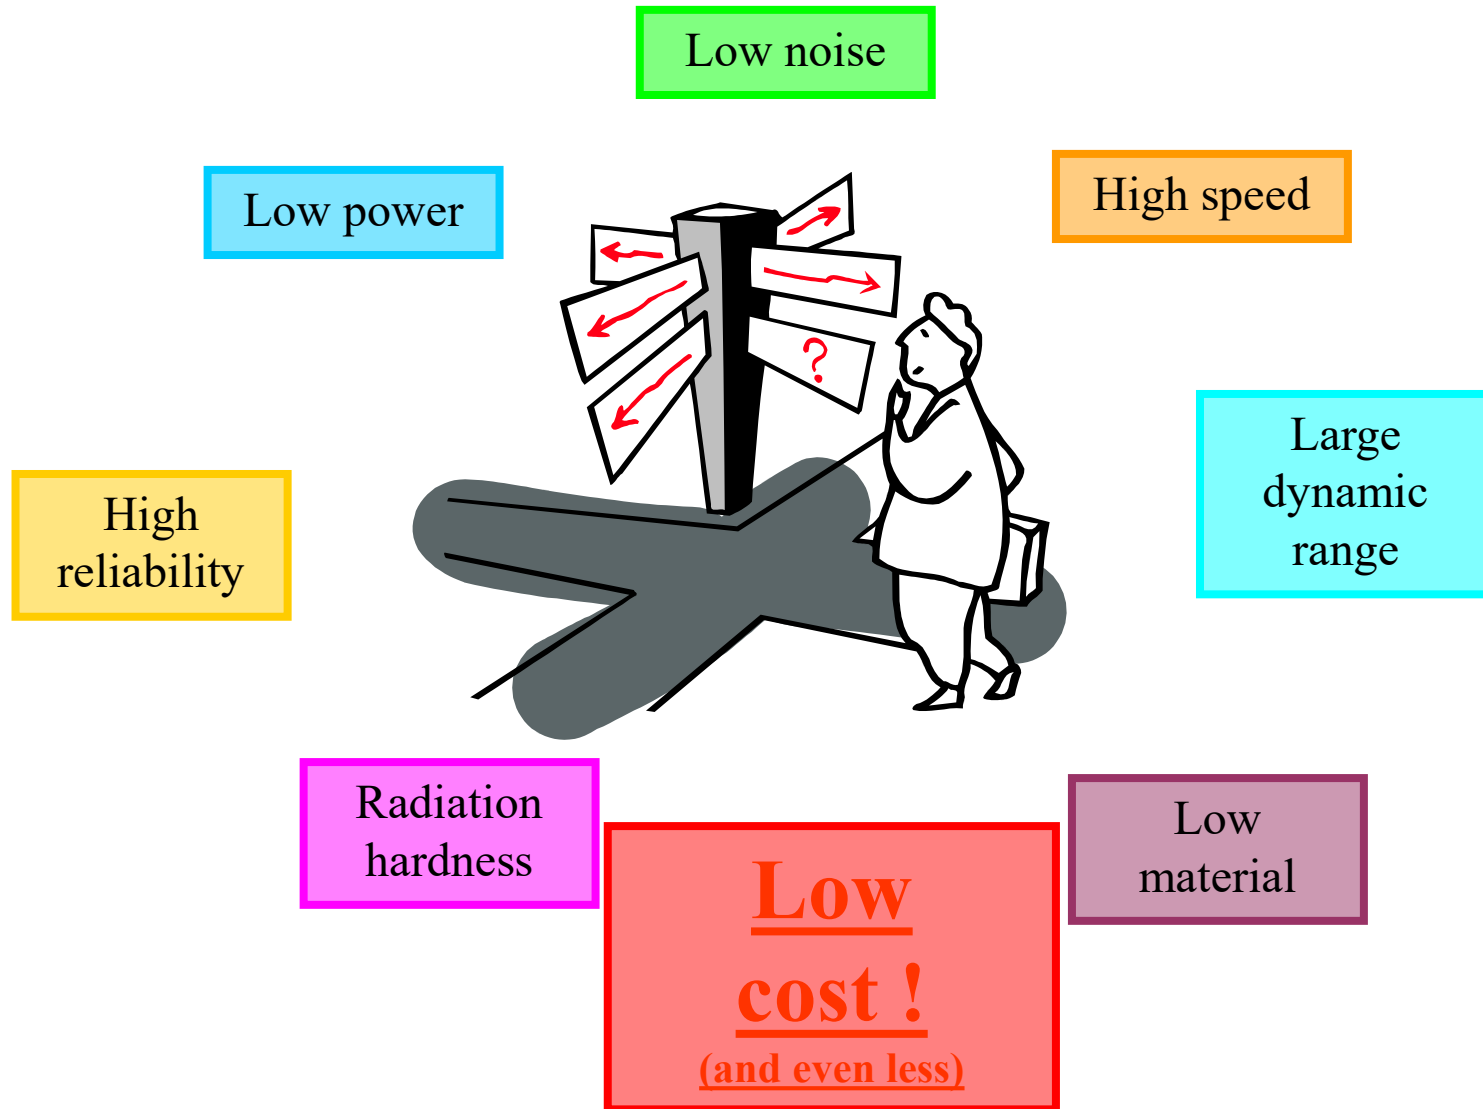 Low noise
Low power
High speed
?
Large
dynamic
range
High
reliability
Radiation
hardness
Low
material
Low
cost !
(and even less)